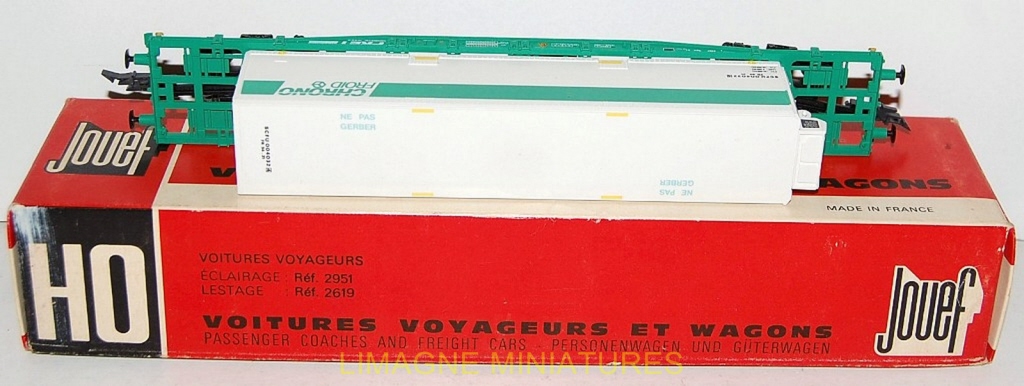 CHRONO
FROID
NE PAS
GERBER
NE PAS
GERBER
Jouef
WAGONS
MADE IN FRANCE
HO
VOITURES VOYAGEURS
ÉCLAIRAGE : Réf. 2951
LESTAGE : Réf. 2619
Jouef
VOITURES VOYAGEURS ET WAGONS
PASSENGER COACHES AND FREIGHT CARS - PERSONENWAGEN UND GÜTERWAGEN
LIMAGNE MINIATURES